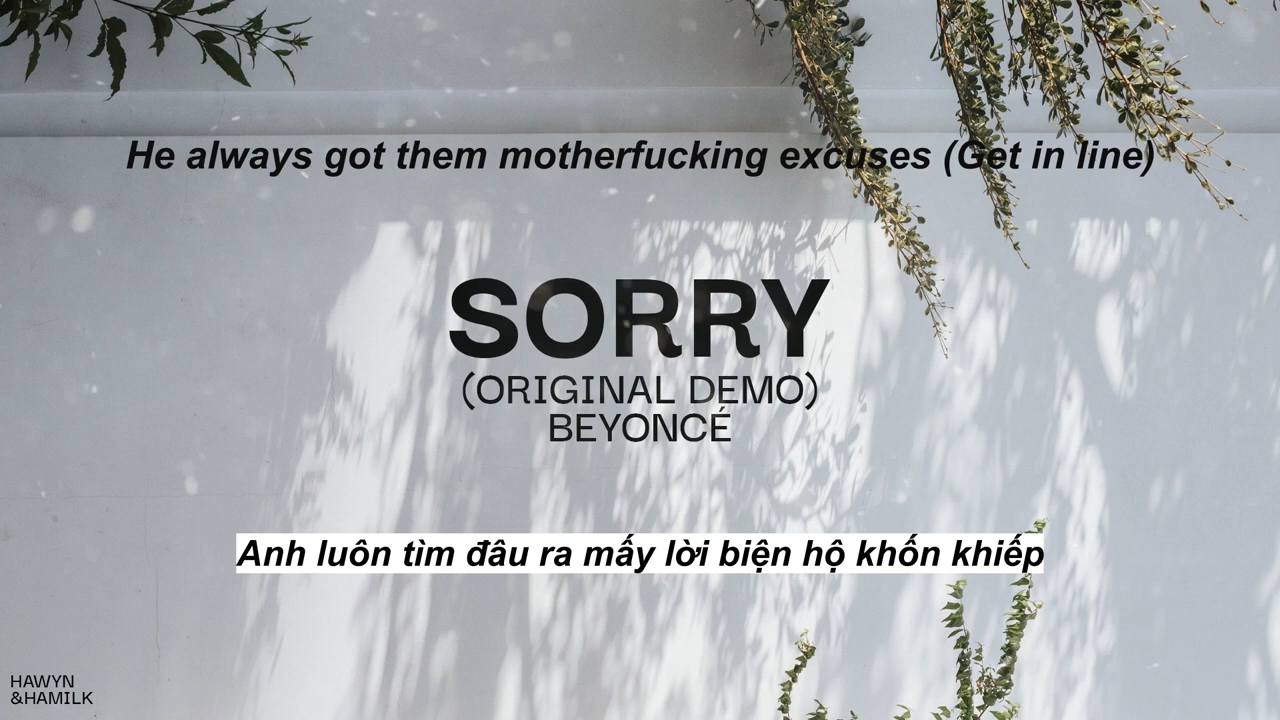 He always got them motherfucking excuses (Get in line)
SORRY
(ORIGINAL DEMO)
BEYONCÉ
Anh luôn tìm đâu ra mấy lời biện hộ khốn khiếp
HAWYN
&HAMILK